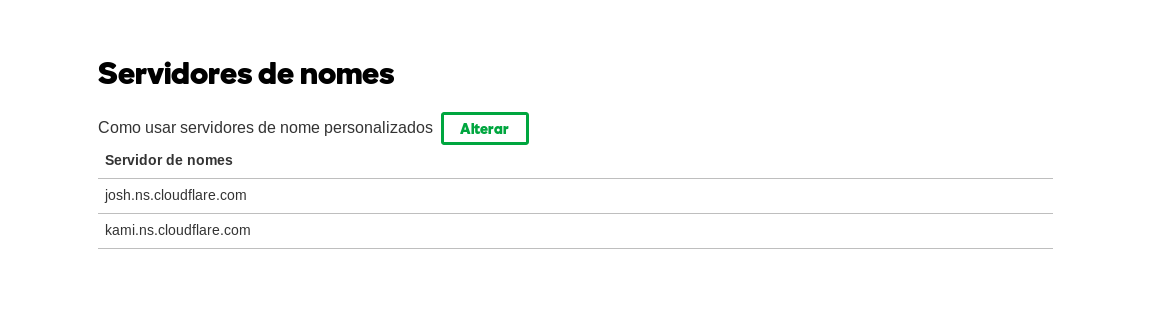 Servidores de nomes
Como usar servidores de nome personalizados Alterar
Servidor de nomes
josh.ns.cloudflare.com
kami.ns.cloudflare.com